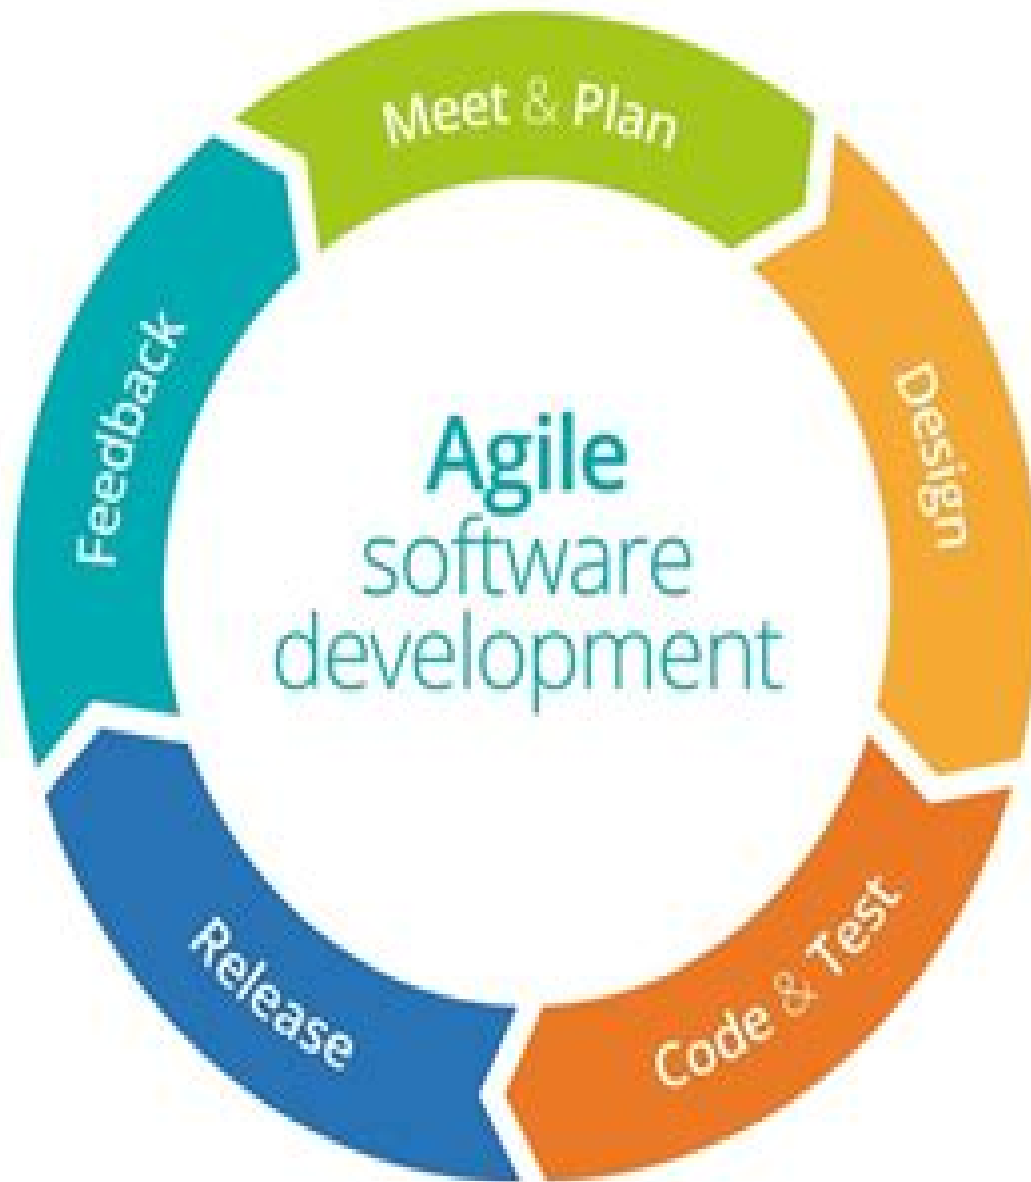 Meet & Plan
Design
Code & Test
Release
Feedback
Agile
software
development